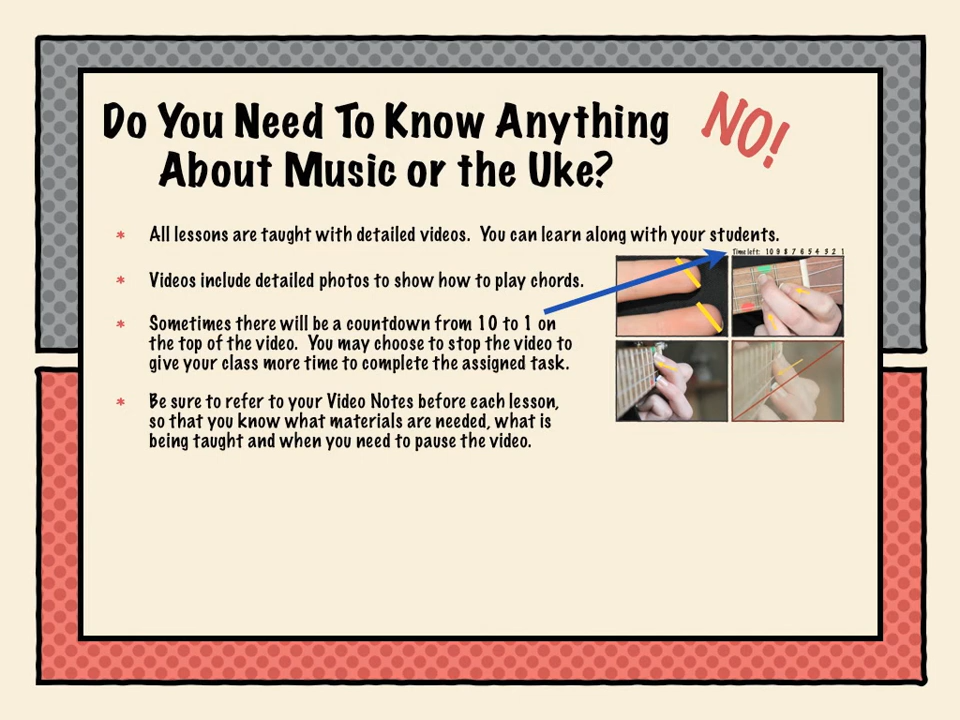 Do You Need To Know Anything
About Music or the Uke?
NO!
* All lessons are taught with detailed videos.  You can learn along with your students.
Time left:  10 9 8 7 6 5 4 3 2 1
* Videos include detailed photos to show how to play chords.
* Sometimes there will be a countdown from 10 to 1 on
the top of the video.  You may choose to stop the video to
give your class more time to complete the assigned task.
* Be sure to refer to your Video Notes before each lesson,
so that you know what materials are needed, what is
being taught and when you need to pause the video.